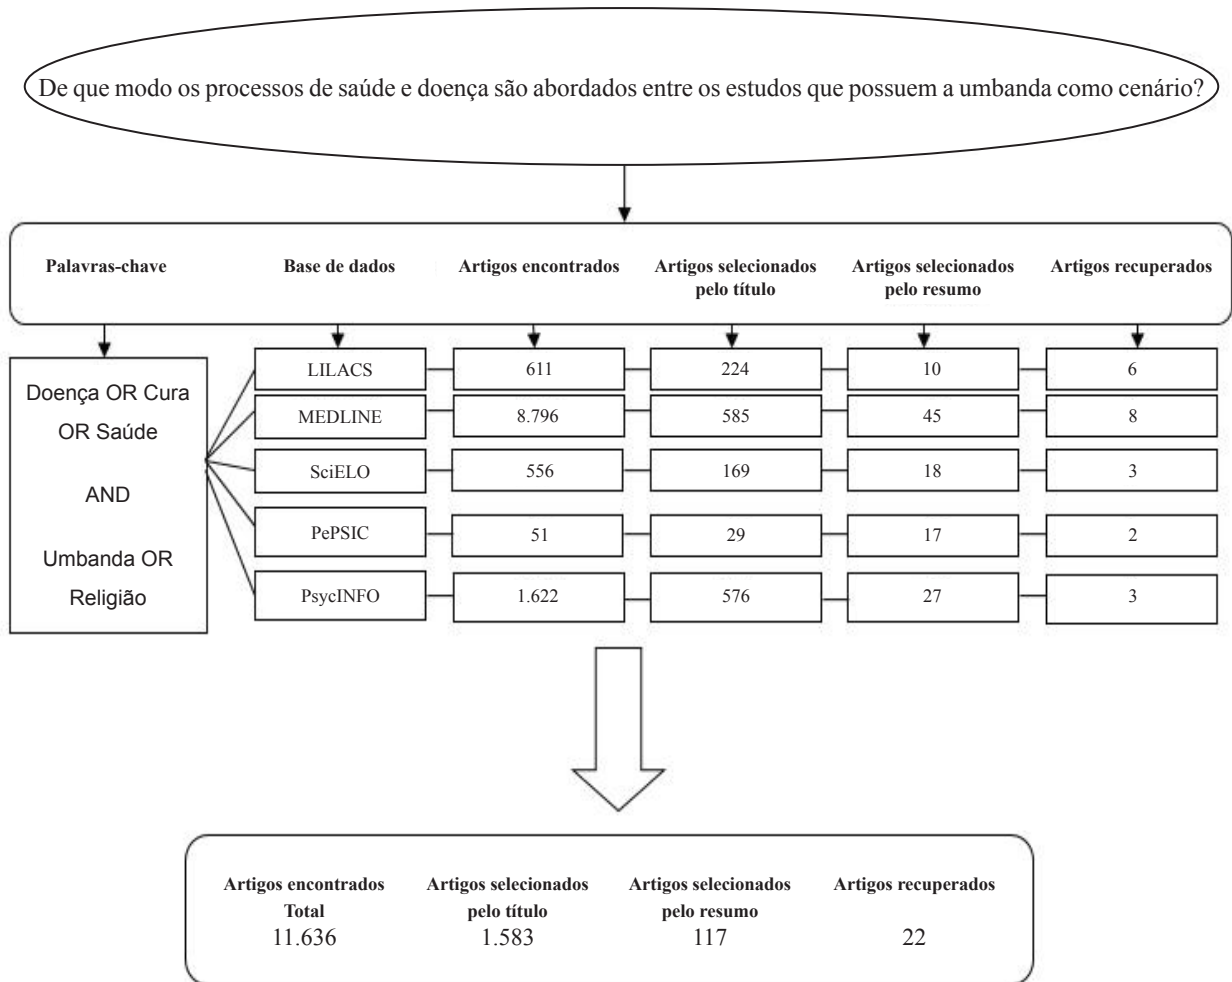 De que modo os processos de saúde e doença são abordados entre os estudos que possuem a umbanda como cenário?
Palavras-chave
Base de dados
Artigos encontrados
Artigos selecionados
pelo título
Artigos selecionados
pelo resumo
Artigos recuperados
Doença OR Cura
OR Saúde
AND
Umbanda OR
Religião
LILACS
611
224
10
6
MEDLINE
8.796
585
45
8
SciELO
556
169
18
3
PePSIC
51
29
17
2
PsycINFO
1.622
576
27
3
Artigos encontrados
Total
11.636
Artigos selecionados
pelo título
1.583
Artigos selecionados
pelo resumo
117
Artigos recuperados
22